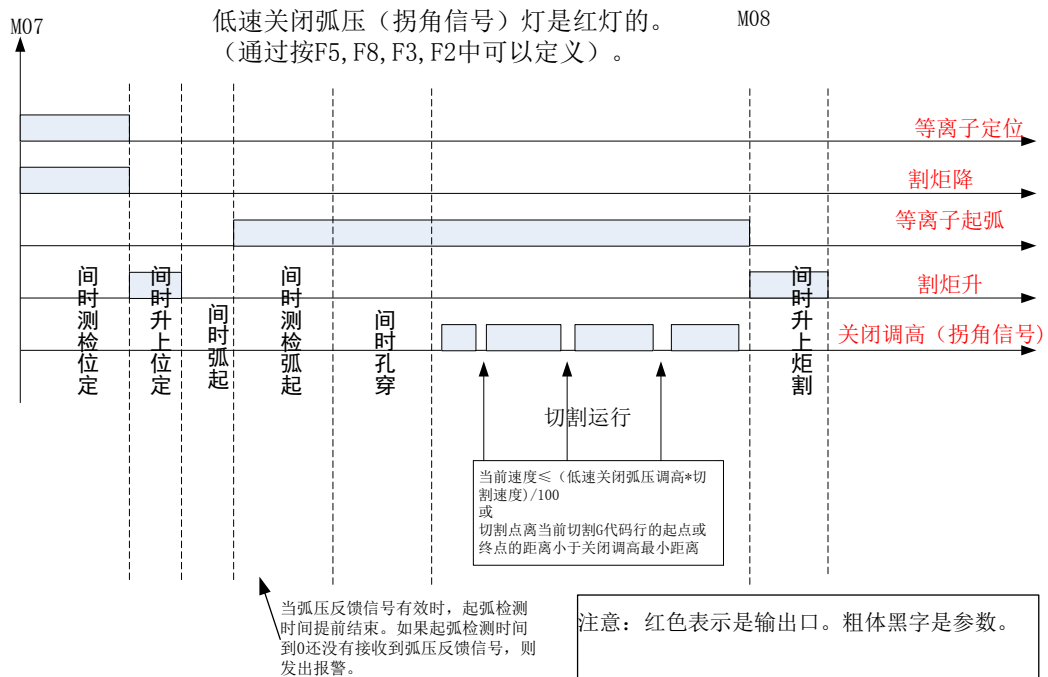 M07
低速关闭弧压（拐角信号）灯是红灯的。
（通过按F5,F8,F3,F2中可以定义）。
M08
等离子定位
割炬降
等离子起弧
割炬升
关闭调高（拐角信号)
间时测检位定
间时升上位定
间时弧起
间时测检弧起
间时孔穿
间时升上炬割
切割运行
当前速度≤（低速关闭弧压调高*切
割速度)/100
或
切割点离当前切割G代码行的起点或
终点的距离小于关闭调高最小距离
当弧压反馈信号有效时，起弧检测
时间提前结束。如果起弧检测时间
到0还没有接收到弧压反馈信号，则
发出报警。
注意：红色表示是输出口。粗体黑字是参数。